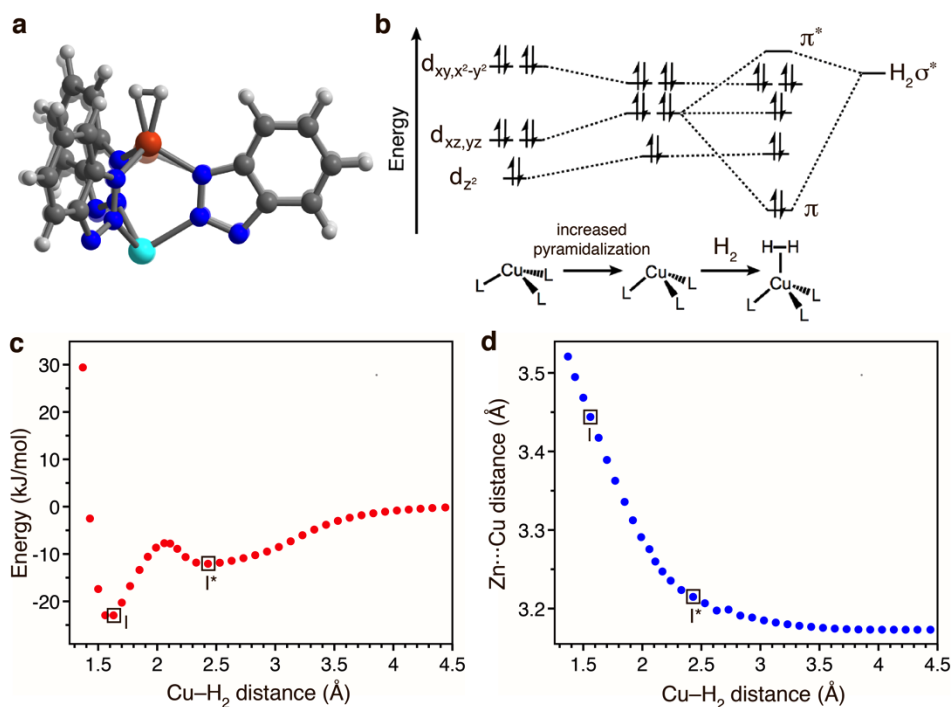 a
b
Energy
d_xy,x²-y²
d_xz,yz
d_z²
π*
H₂σ*
π
increased
pyramidalization
H₂
H–H
Cu
L
L
L
Cu
L
L
L
Cu
L
L
L
c
Energy (kJ/mol)
30
20
10
0
-10
-20
I
I*
1.5 2 2.5 3 3.5 4 4.5
Cu–H₂ distance (Å)
d
Zn···Cu distance (Å)
3.5
3.4
3.3
3.2
I
I*
1.5 2 2.5 3 3.5 4 4.5
Cu–H₂ distance (Å)